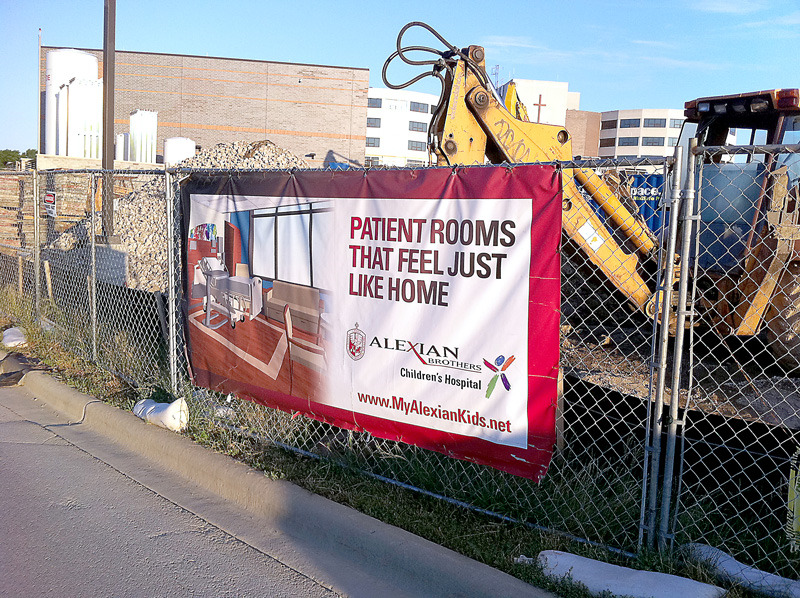 PATIENT ROOMS
THAT FEEL JUST
LIKE HOME
ALEXIAN
BROTHERS
Children's Hospital
www.MyAlexianKids.net